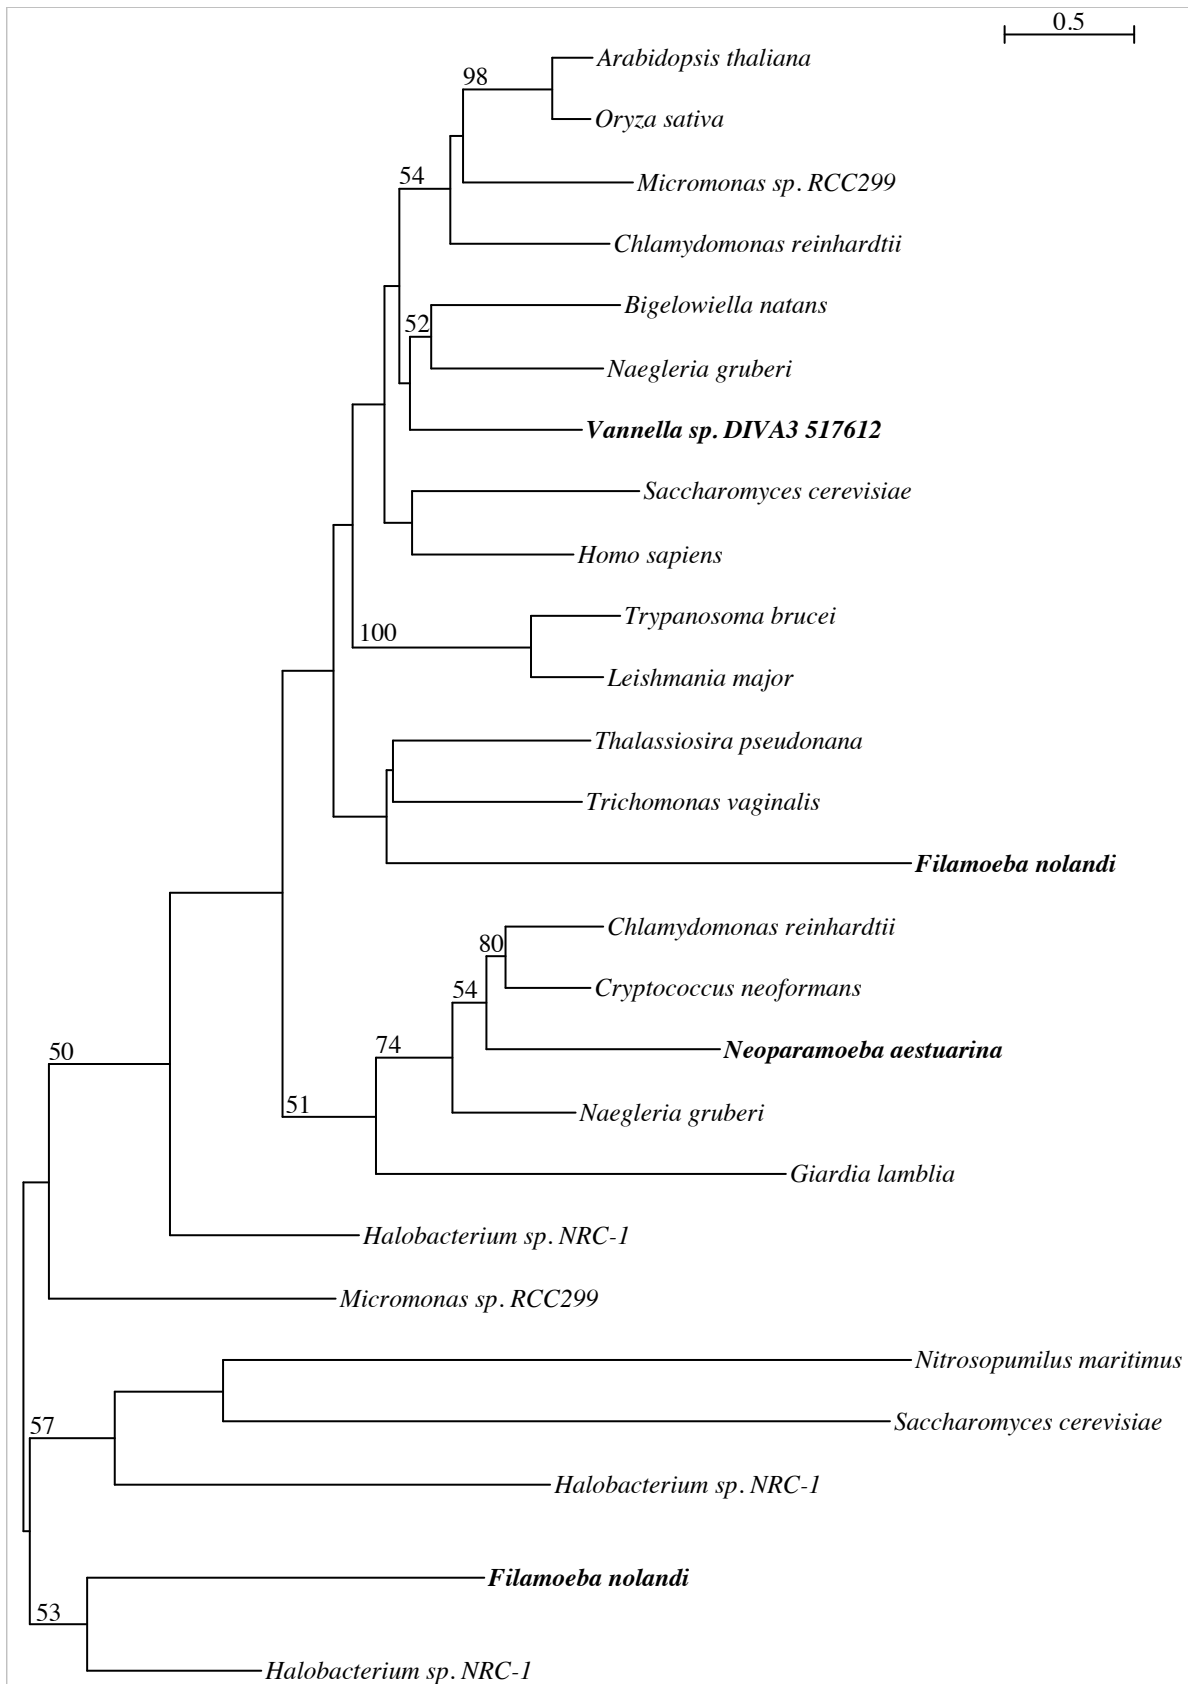 0.5
Arabidopsis thaliana
98
Oryza sativa
54
Micromonas sp. RCC299
Chlamydomonas reinhardtii
Bigelowiella natans
52
Naegleria gruberi
Vannella sp. DIVA3 517612
Saccharomyces cerevisiae
Homo sapiens
Trypanosoma brucei
100
Leishmania major
Thalassiosira pseudonana
Trichomonas vaginalis
Filamoeba nolandi
Chlamydomonas reinhardtii
80
Cryptococcus neoformans
54
Neoparamoeba aestuarina
74
50
Naegleria gruberi
51
Giardia lamblia
Halobacterium sp. NRC-1
Micromonas sp. RCC299
Nitrosopumilus maritimus
Saccharomyces cerevisiae
57
Halobacterium sp. NRC-1
Filamoeba nolandi
53
Halobacterium sp. NRC-1